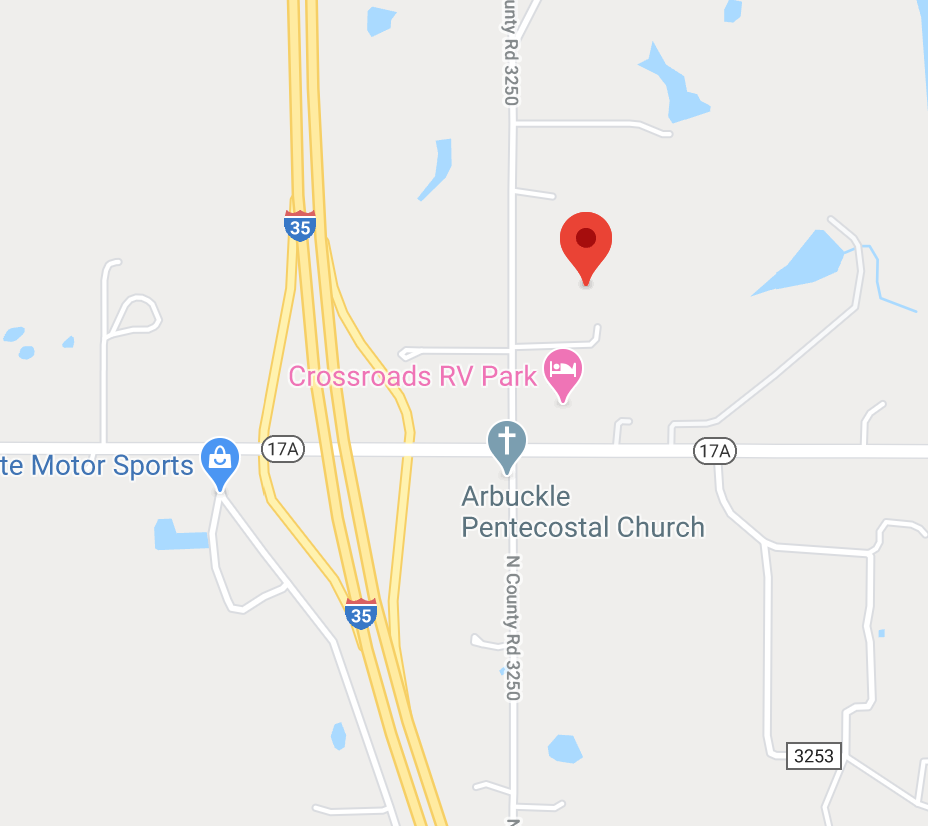 unty Rd 3250
35
Crossroads RV Park
17A
17A
te Motor Sports
Arbuckle
Pentecostal Church
N County Rd 3250
35
3253
N